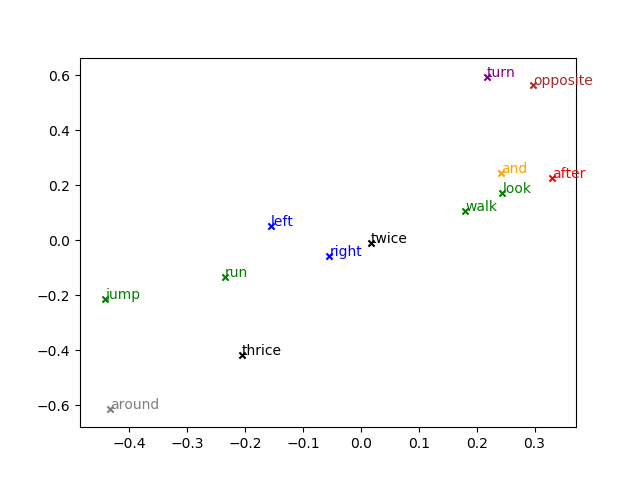 turn
opposite
0.6
0.4
and
after
look
0.2
walk
left
twice
0.0
right
run
jump
−0.2
thrice
−0.4
around
−0.6
−0.4 −0.3 −0.2 −0.1 0.0 0.1 0.2 0.3